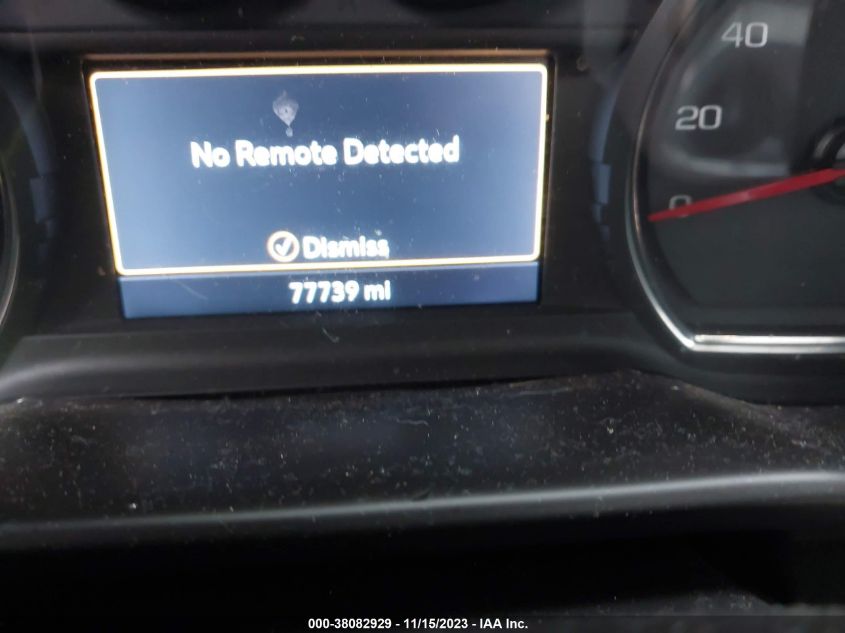 40
20
0
No Remote Detected
Dismiss
77739 mi
000-38082929 - 11/15/2023 - IAA Inc.